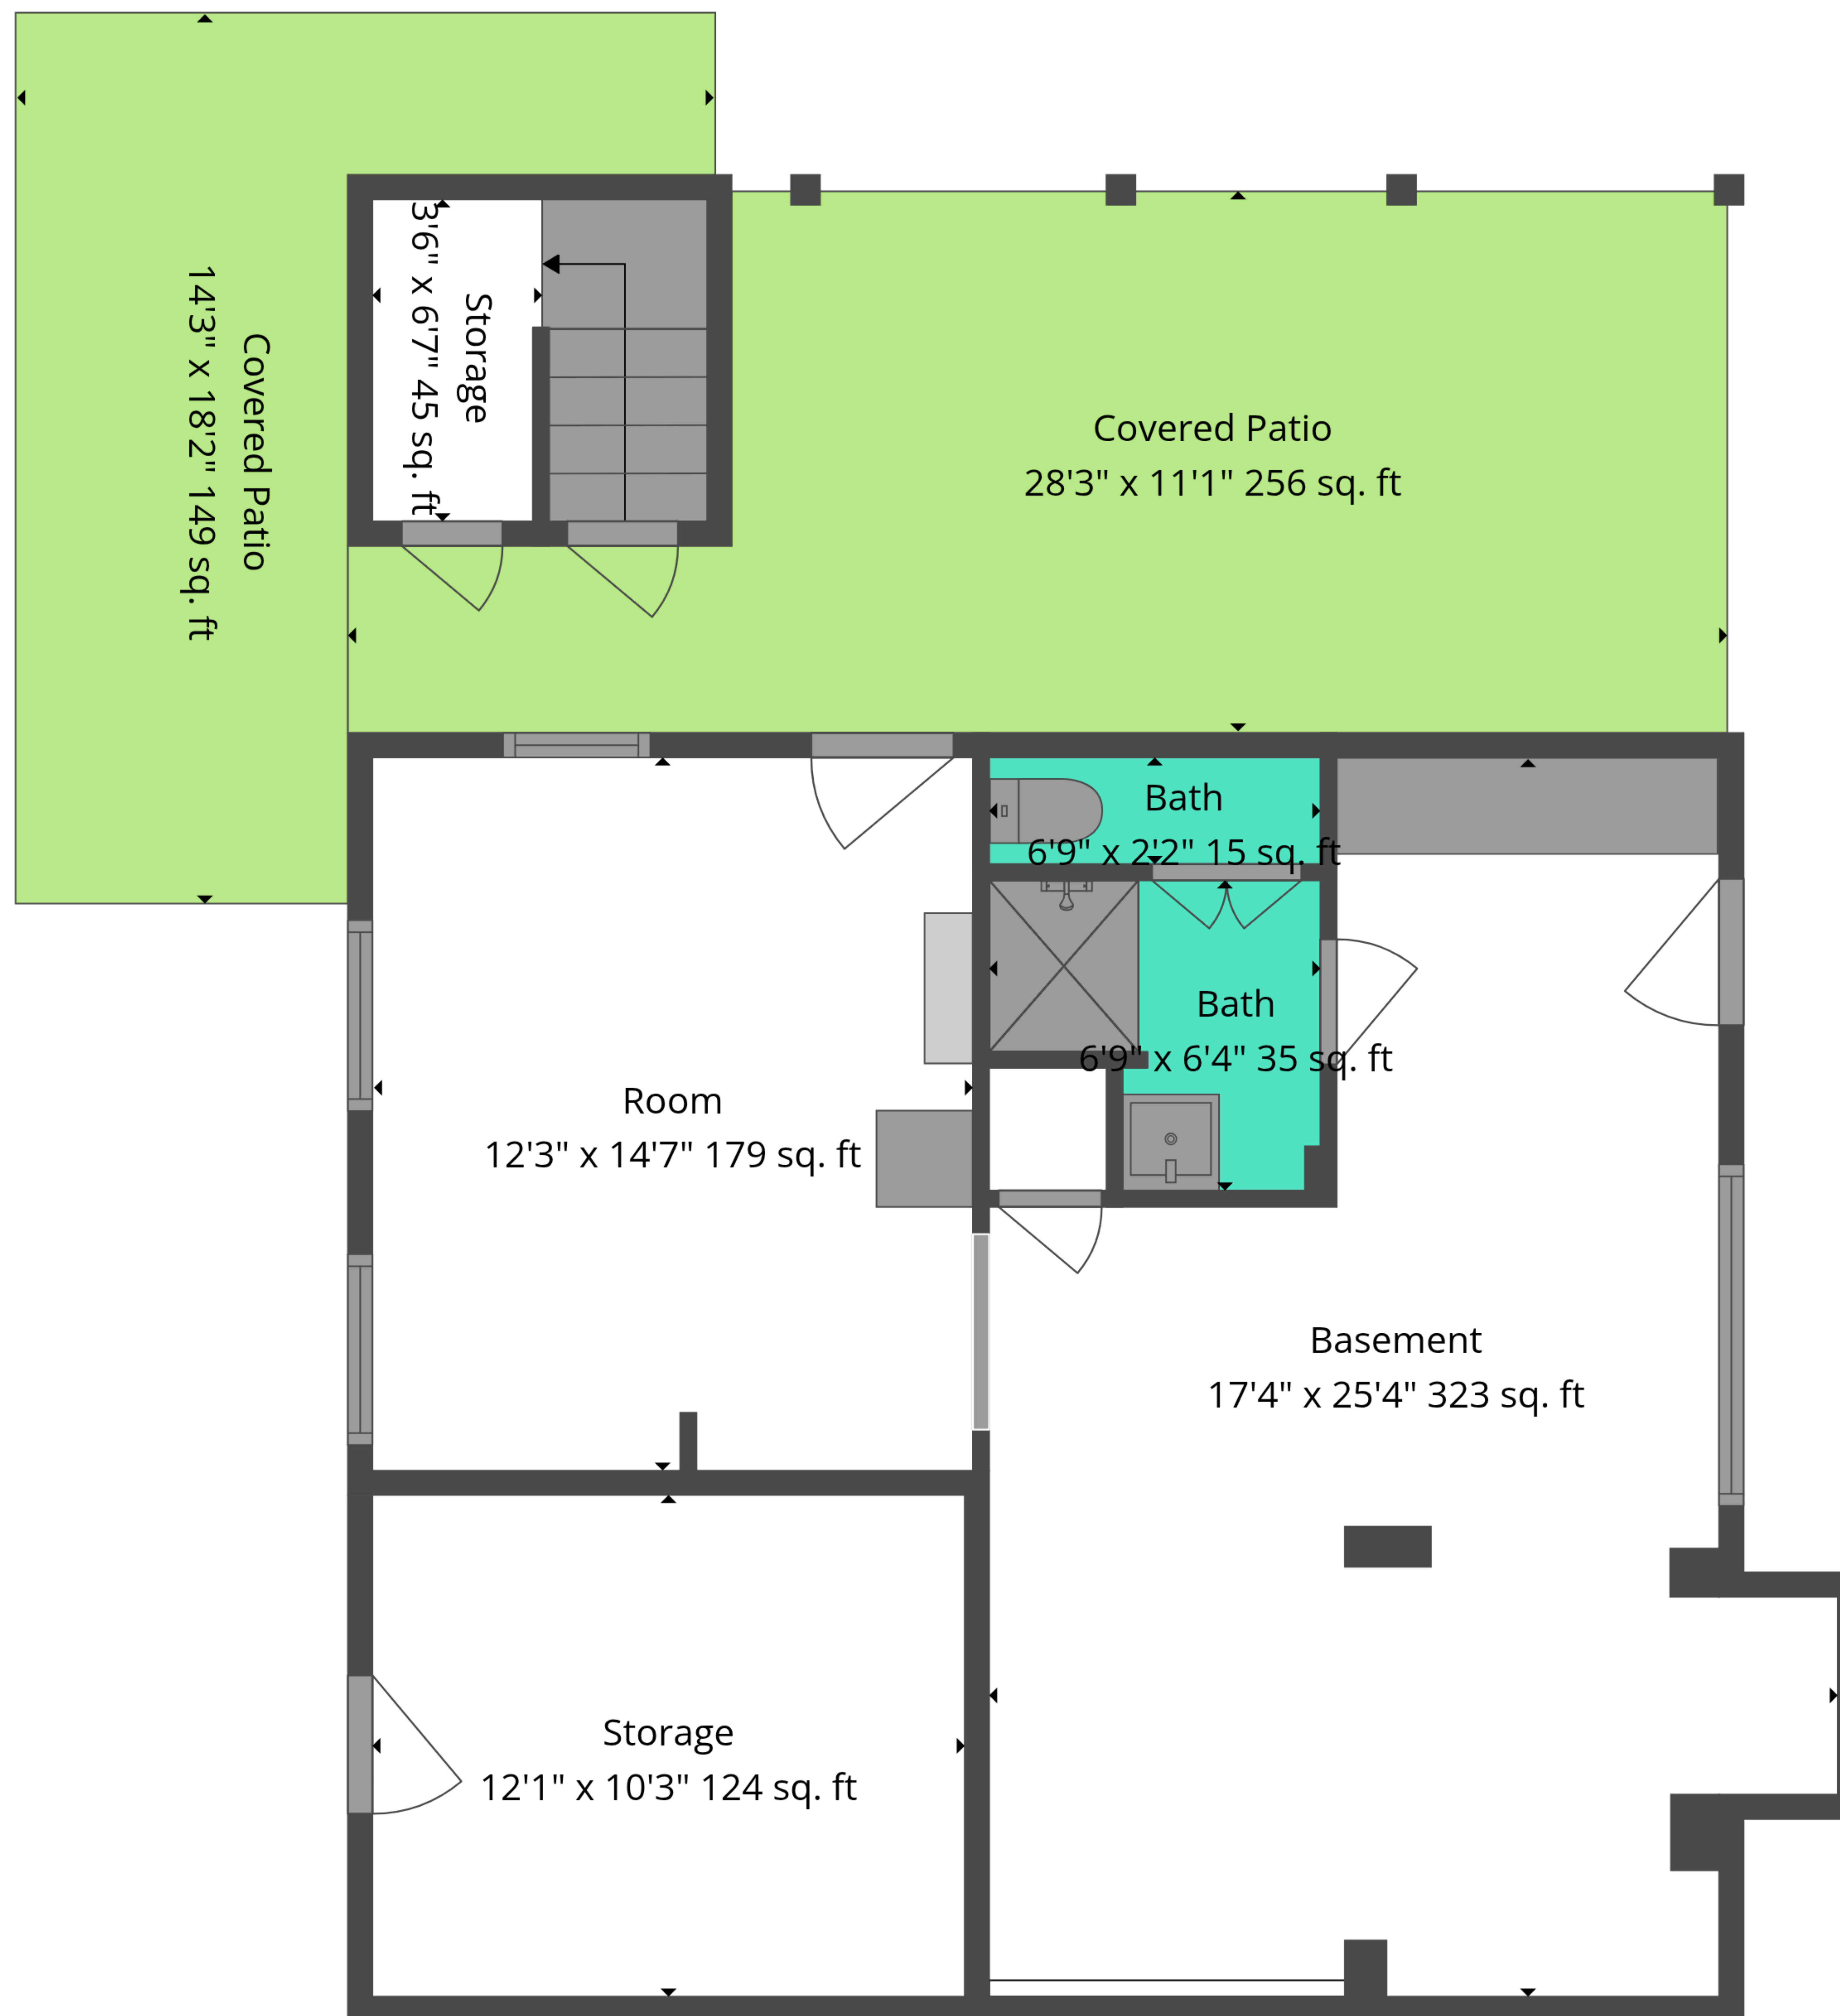 Covered Patio
14'3" x 18'2" 149 sq. ft
Storage
3'6" x 6'7" 45 sq. ft
Covered Patio
28'3" x 11'1" 256 sq. ft
Bath
6'9" x 2'2" 15 sq. ft
Bath
6'9" x 6'4" 35 sq. ft
Room
12'3" x 14'7" 179 sq. ft
Basement
17'4" x 25'4" 323 sq. ft
Storage
12'1" x 10'3" 124 sq. ft